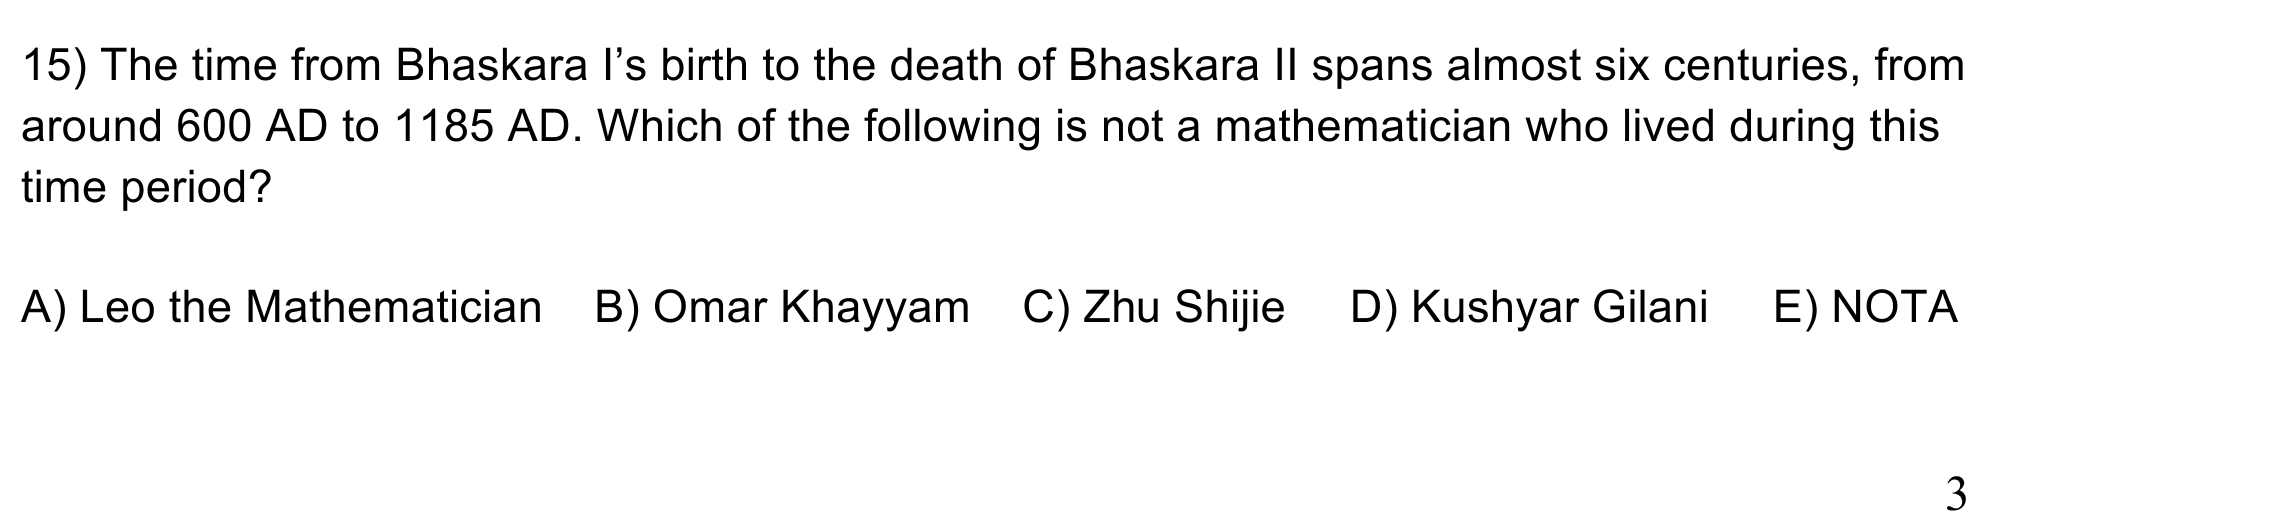 15) The time from Bhaskara I’s birth to the death of Bhaskara II spans almost six centuries, from
around 600 AD to 1185 AD. Which of the following is not a mathematician who lived during this
time period?
A) Leo the Mathematician B) Omar Khayyam C) Zhu Shijie D) Kushyar Gilani E) NOTA
3